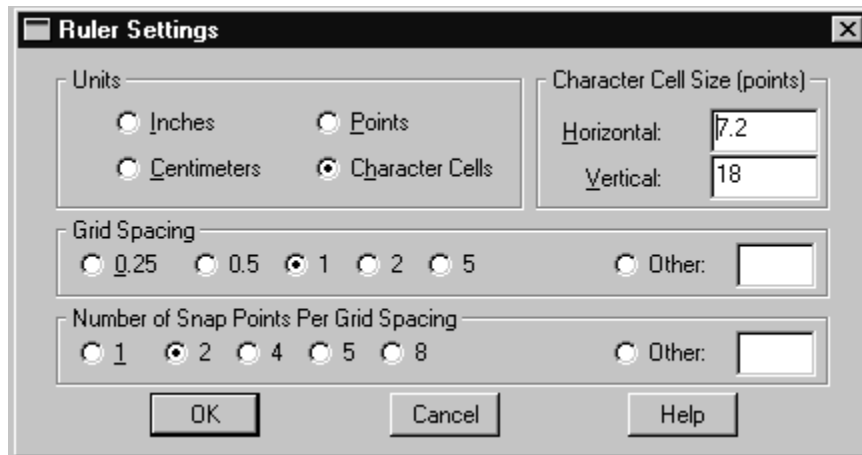 Ruler Settings
Units
Character Cell Size (points)
Inches
Points
Horizontal:
7.2
Centimeters
Character Cells
Vertical:
18
Grid Spacing
0.25 0.5 1 2 5 Other:
Number of Snap Points Per Grid Spacing
1 2 4 5 8 Other:
OK Cancel Help